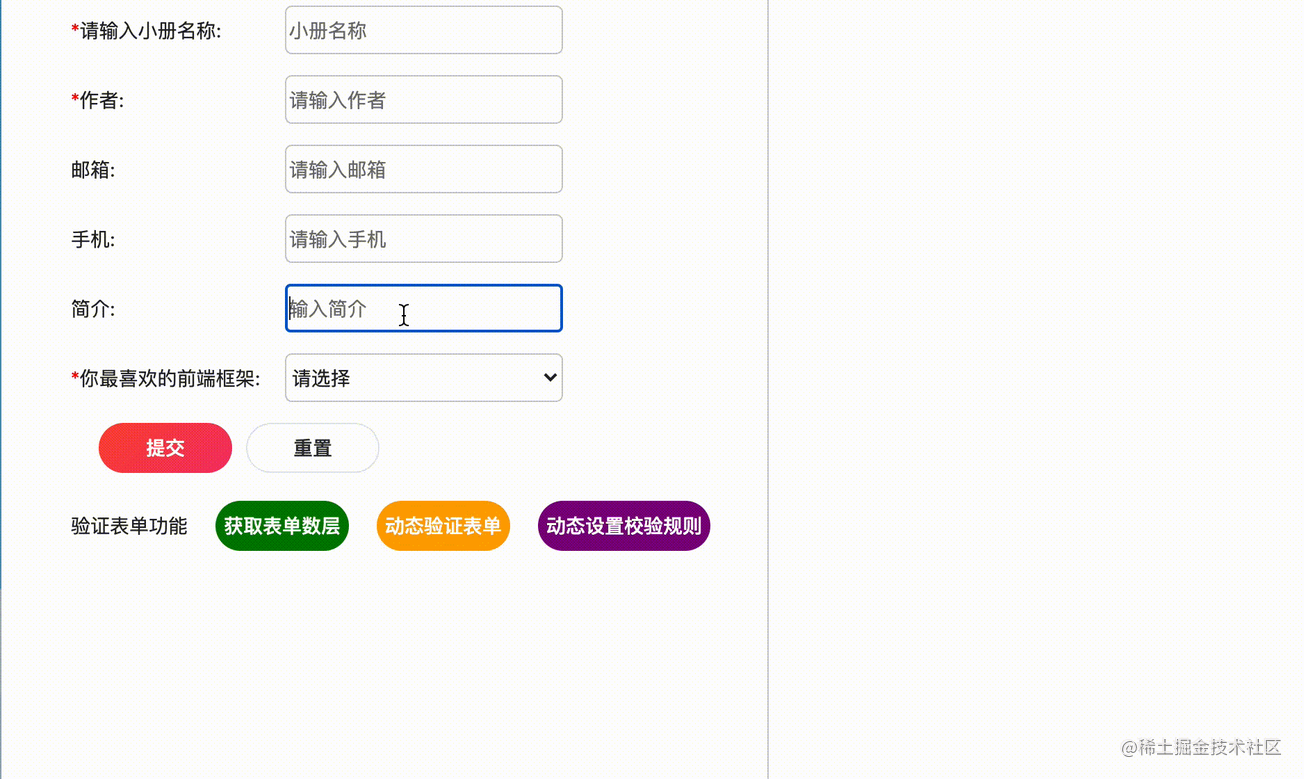 *请输入小册名称: 小册名称
*作者: 请输入作者
邮箱: 请输入邮箱
手机: 请输入手机
简介: 输入简介
*你最喜欢的前端框架: 请选择
提交 重置
验证表单功能 获取表单数层 动态验证表单 动态设置校验规则
@稀土掘金技术社区